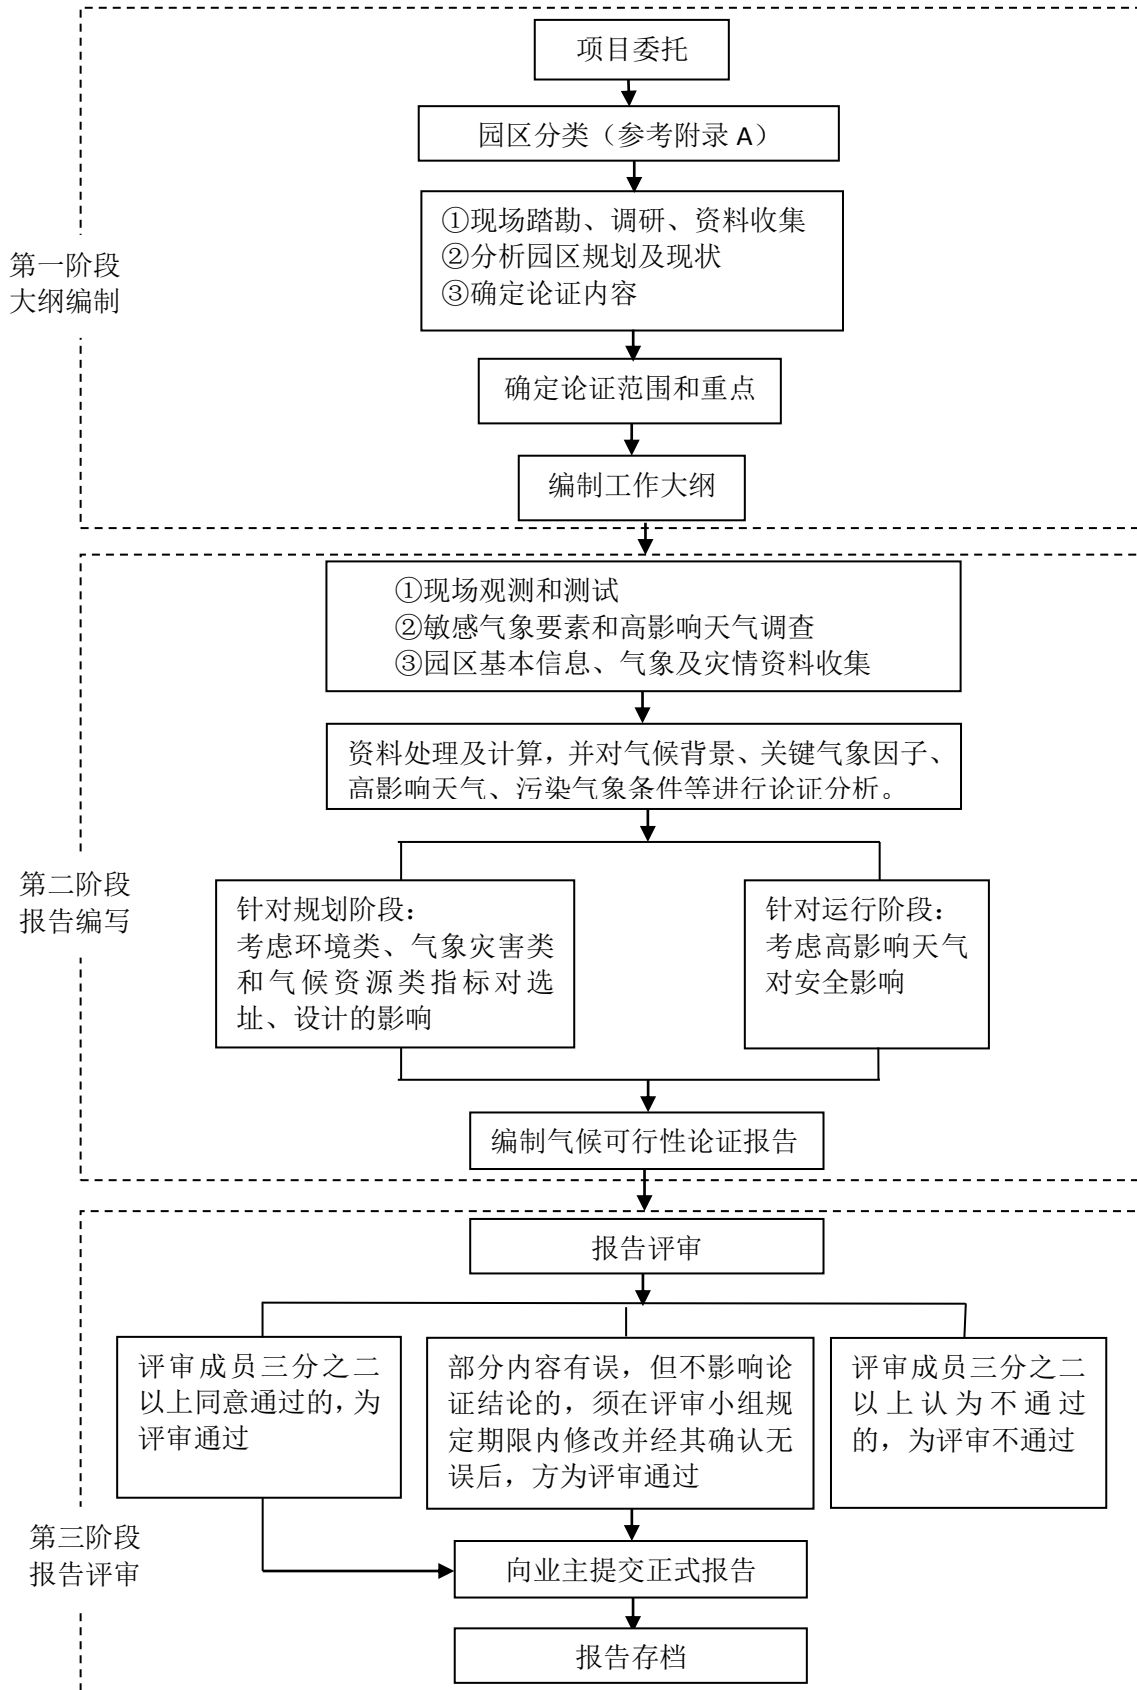 项目委托
园区分类（参考附录 A）
①现场踏勘、调研、资料收集
②分析园区规划及现状
③确定论证内容
第一阶段
大纲编制
确定论证范围和重点
编制工作大纲
①现场观测和测试
②敏感气象要素和高影响天气调查
③园区基本信息、气象及灾情资料收集
资料处理及计算，并对气候背景、关键气象因子、
高影响天气、污染气象条件等进行论证分析。
第二阶段
报告编写
针对规划阶段：
考虑环境类、气象灾害类
和气候资源类指标对选
址、设计的影响
针对运行阶段：
考虑高影响天气
对安全影响
编制气候可行性论证报告
报告评审
评审成员三分之二
以上同意通过的，为
评审通过
部分内容有误，但不影响论
证结论的，须在评审小组规
定期限内修改并经其确认无
误后，方为评审通过
评审成员三分之二
以上认为不通过
的，为评审不通过
第三阶段
报告评审
向业主提交正式报告
报告存档